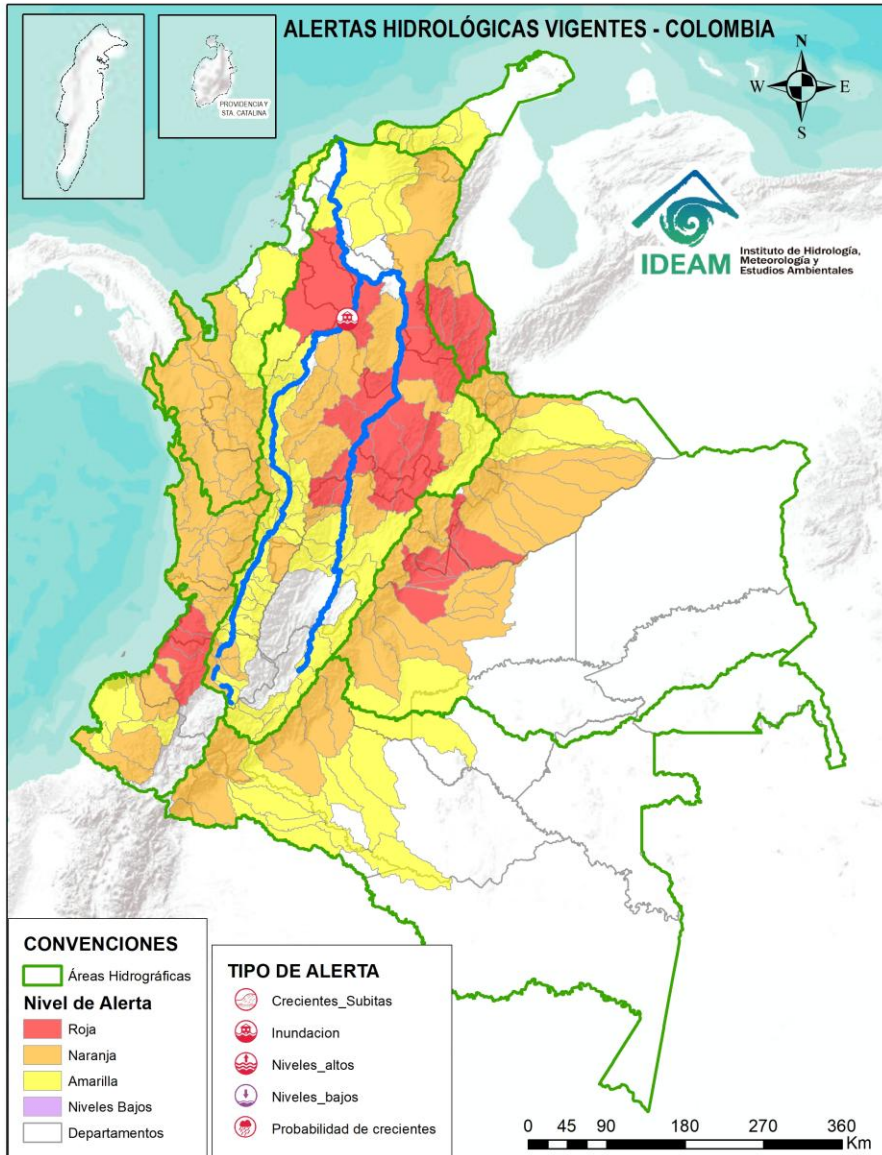 ALERTAS HIDROLÓGICAS VIGENTES - COLOMBIA
PROVIDENCIA Y
STA. CATALINA
N
W
E
S
IDEAM
Instituto de Hidrología,
Meteorología y
Estudios Ambientales
CONVENCIONES
Áreas Hidrográficas
Nivel de Alerta
Roja
Naranja
Amarilla
Niveles Bajos
Departamentos
TIPO DE ALERTA
Crecientes_Subitas
Inundacion
Niveles_altos
Niveles_bajos
Probabilidad de crecientes
0 45 90 180 270 360
Km